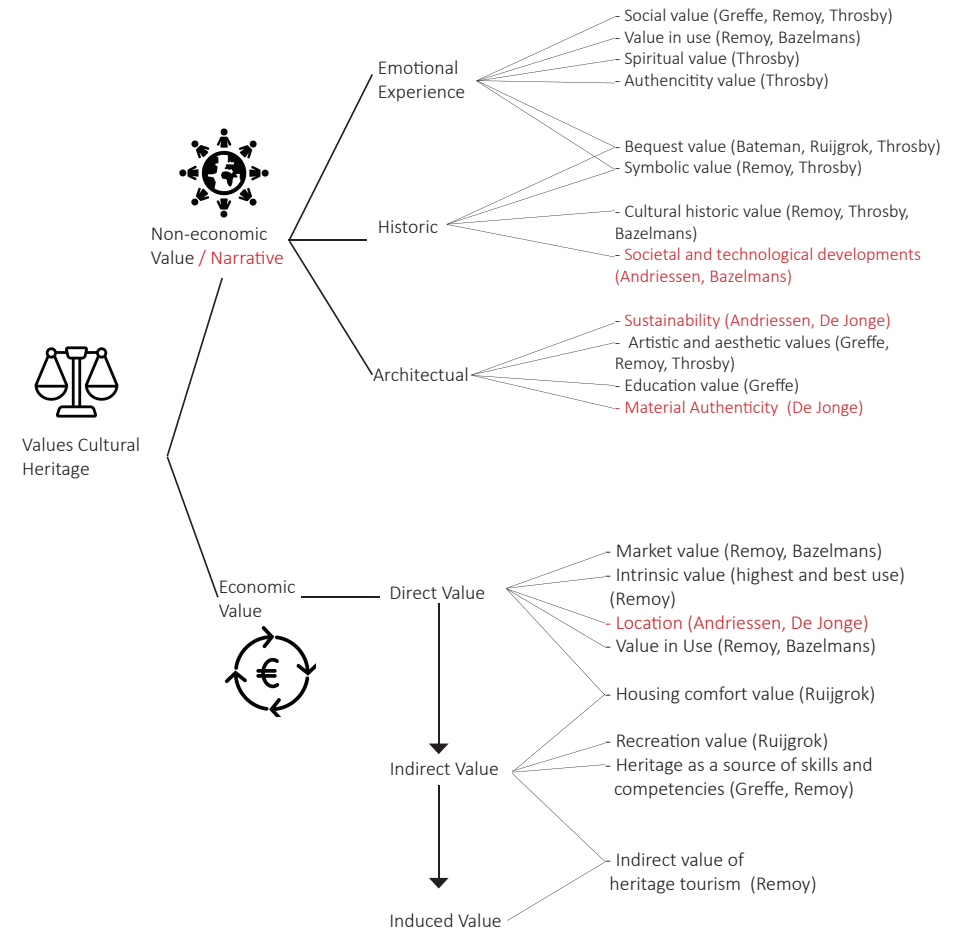 - Social value (Greffe, Remoy, Throsby)
- Value in use (Remoy, Bazelmans)
- Spiritual value (Throsby)
- Authencitity value (Throsby)
Emotional
Experience
- Bequest value (Bateman, Ruijgrok, Throsby)
- Symbolic value (Remoy, Throsby)
Non-economic
Value / Narrative
Historic
- Cultural historic value (Remoy, Throsby,
Bazelmans)
- Societal and technological developments
(Andriessen, Bazelmans)
- Sustainability (Andriessen, De Jonge)
- Artistic and aesthetic values (Greffe,
Remoy, Throsby)
Architectual
- Education value (Greffe)
- Material Authenticity (De Jonge)
Values Cultural
Heritage
Economic
Value
€
Direct Value
- Market value (Remoy, Bazelmans)
- Intrinsic value (highest and best use)
(Remoy)
- Location (Andriessen, De Jonge)
- Value in Use (Remoy, Bazelmans)
- Housing comfort value (Ruijgrok)
Indirect Value
- Recreation value (Ruijgrok)
- Heritage as a source of skills and
competencies (Greffe, Remoy)
- Indirect value of
heritage tourism (Remoy)
Induced Value